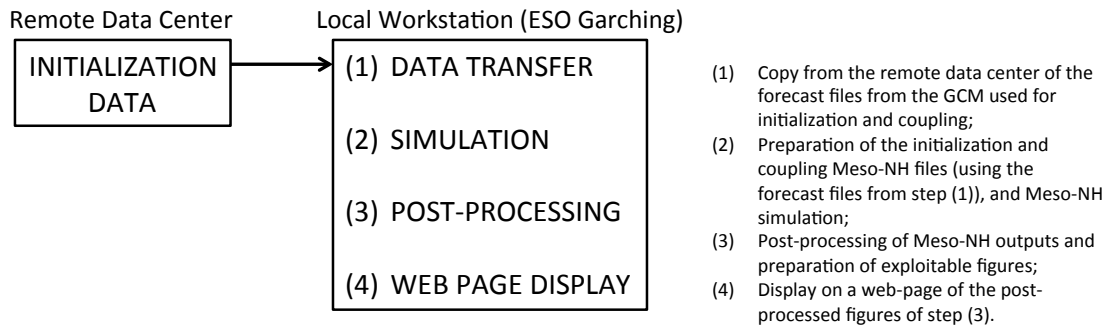 Remote Data Center
INITIALIZATION
DATA
Local Workstation (ESO Garching)
(1) DATA TRANSFER
(2) SIMULATION
(3) POST-PROCESSING
(4) WEB PAGE DISPLAY
(1) Copy from the remote data center of the
forecast files from the GCM used for
initialization and coupling;
(2) Preparation of the initialization and
coupling Meso-NH files (using the
forecast files from step (1)), and Meso-NH
simulation;
(3) Post-processing of Meso-NH outputs and
preparation of exploitable figures;
(4) Display on a web-page of the post-
processed figures of step (3).